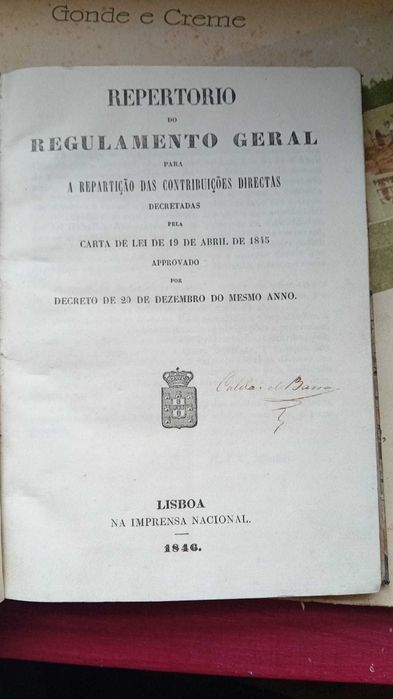 Gonde e Creme
REPERTORIO
DO
REGULAMENTO GERAL
PARA
A REPARTIÇÃO DAS CONTRIBUIÇÕES DIRECTAS
DECRETADAS
PELA
CARTA DE LEI DE 19 DE ABRIL DE 1845
APPROVADO
POR
DECRETO DE 20 DE DEZEMBRO DO MESMO ANNO.
LISBOA
NA IMPRENSA NACIONAL.
1846.